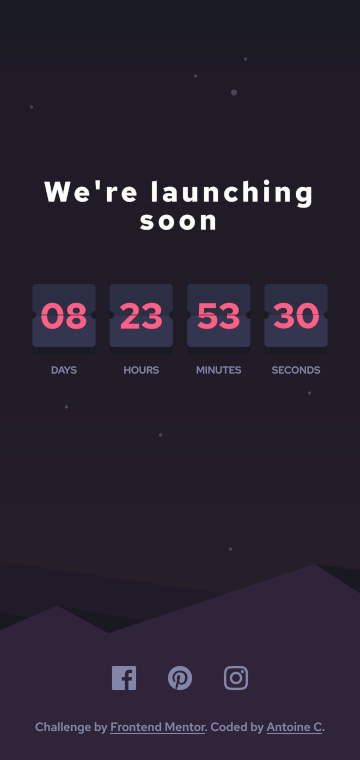 We're launching
soon
08 23 53 30
DAYS HOURS MINUTES SECONDS
Challenge by Frontend Mentor. Coded by Antoine C.